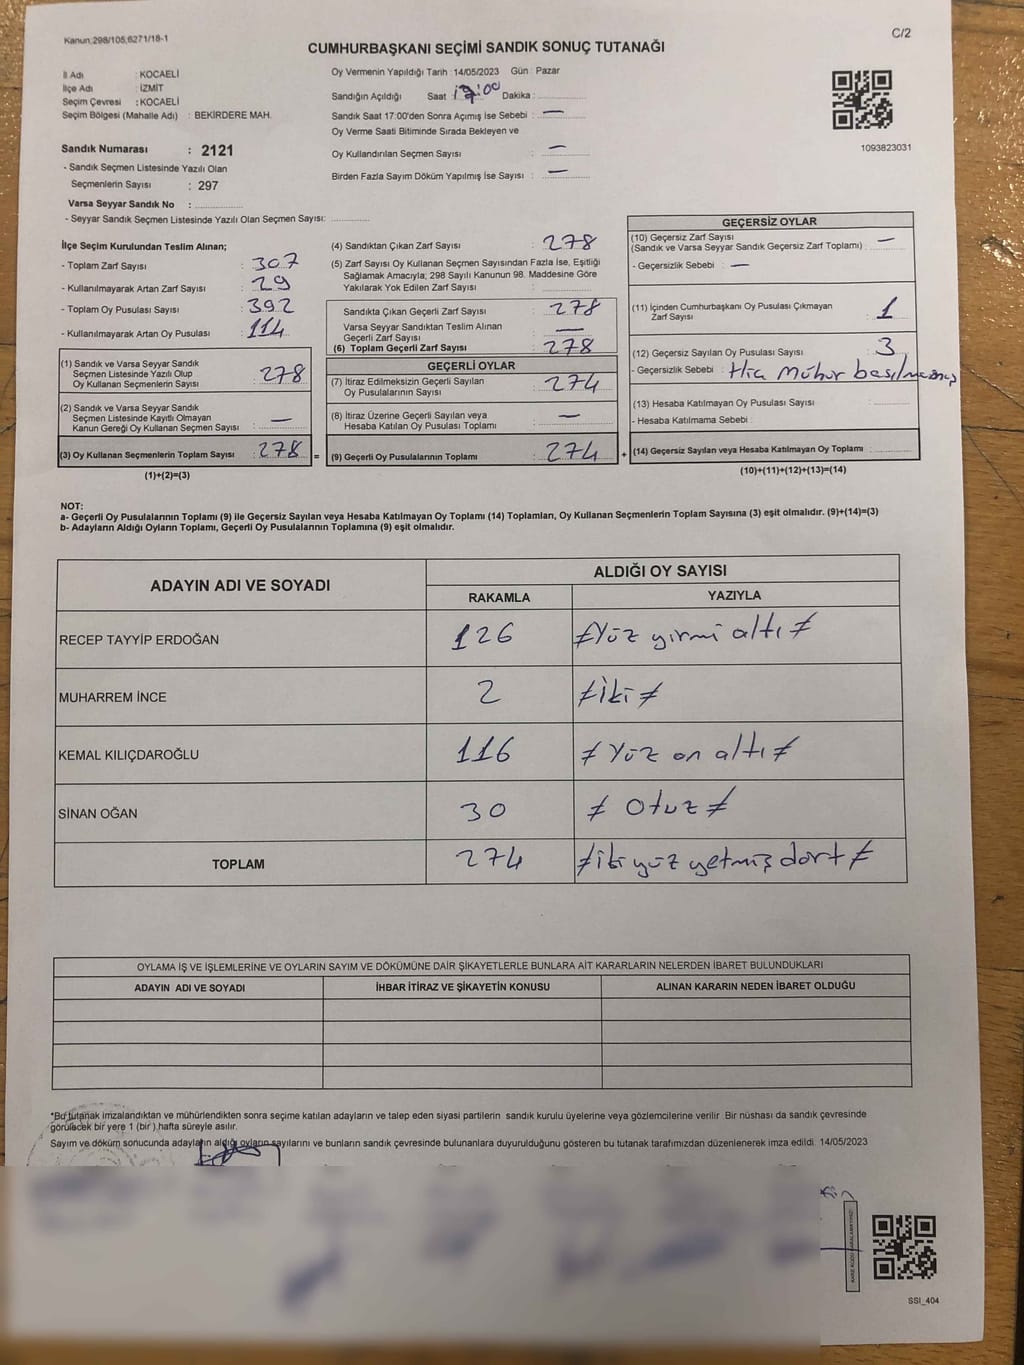 Kanun:298/105,6271/18-1
C/2
CUMHURBAŞKANI SEÇİMİ SANDIK SONUÇ TUTANAĞI
İl Adı : KOCAELİ
İlçe Adı : İZMİT
Seçim Çevresi : KOCAELİ
Seçim Bölgesi (Mahalle Adı) : BEKİRDERE MAH.
Sandık Numarası : 2121
- Sandık Seçmen Listesinde Yazılı Olan
Seçmenlerin Sayısı : 297
Varsa Seyyar Sandık No :
- Seyyar Sandık Seçmen Listesinde Yazılı Olan Seçmen Sayısı:
Oy Vermenin Yapıldığı Tarih : 14/05/2023 Gün : Pazar
Sandığın Açıldığı Saat 17:00 Dakika :
Sandık Saat 17:00'den Sonra Açımış İse Sebebi : —
Oy Verme Saati Bitiminde Sırada Bekleyen ve
Oy Kullandırılan Seçmen Sayısı : —
Birden Fazla Sayım Döküm Yapılmış İse Sayısı : —
1093823031
İlçe Seçim Kurulundan Teslim Alınan;
- Toplam Zarf Sayısı : 307
- Kullanılmayarak Artan Zarf Sayısı : 29
- Toplam Oy Pusulası Sayısı : 392
- Kullanılmayarak Artan Oy Pusulası : 114
(1) Sandık ve Varsa Seyyar Sandık
Seçmen Listesinde Yazılı Olup
Oy Kullanan Seçmenlerin Sayısı : 278
(2) Sandık ve Varsa Seyyar Sandık
Seçmen Listesinde Kayıtlı Olmayan
Kanun Gereği Oy Kullanan Seçmen Sayısı : —
(3) Oy Kullanan Seçmenlerin Toplam Sayısı : 278 =
(1)+(2)=(3)
(4) Sandıktan Çıkan Zarf Sayısı : 278
(5) Zarf Sayısı Oy Kullanan Seçmen Sayısından Fazla İse, Eşitliği
Sağlamak Amacıyla; 298 Sayılı Kanunun 98. Maddesine Göre
Yakılarak Yok Edilen Zarf Sayısı :
Sandıkta Çıkan Geçerli Zarf Sayısı : 278
Varsa Seyyar Sandıktan Teslim Alınan
Geçerli Zarf Sayısı : —
(6) Toplam Geçerli Zarf Sayısı : 278
GEÇERLİ OYLAR
(7) İtiraz Edilmeksizin Geçerli Sayılan
Oy Pusulalarının Sayısı : 274
(8) İtiraz Üzerine Geçerli Sayılan veya
Hesaba Katılan Oy Pusulası Toplamı : —
(9) Geçerli Oy Pusulalarının Toplamı : 274 +
GEÇERSİZ OYLAR
(10) Geçersiz Zarf Sayısı
(Sandık ve Varsa Seyyar Sandık Geçersiz Zarf Toplamı) : —
- Geçersizlik Sebebi : —
(11) İçinden Cumhurbaşkanı Oy Pusulası Çıkmayan
Zarf Sayısı : 1
(12) Geçersiz Sayılan Oy Pusulası Sayısı : 3
- Geçersizlik Sebebi : Hiç Mühür basılmamış
(13) Hesaba Katılmayan Oy Pusulası Sayısı :
- Hesaba Katılmama Sebebi :
(14) Geçersiz Sayılan veya Hesaba Katılmayan Oy Toplamı :
(10)+(11)+(12)+(13)=(14)
NOT:
a- Geçerli Oy Pusulalarının Toplamı (9) ile Geçersiz Sayılan veya Hesaba Katılmayan Oy Toplamı (14) Toplamları, Oy Kullanan Seçmenlerin Toplam Sayısına (3) eşit olmalıdır. (9)+(14)=(3)
b- Adayların Aldığı Oyların Toplamı, Geçerli Oy Pusulalarının Toplamına (9) eşit olmalıdır.
ADAYIN ADI VE SOYADI
ALDIĞI OY SAYISI
RAKAMLA YAZIYLA
RECEP TAYYİP ERDOĞAN 126 ≠Yüz yirmi altı≠
MUHARREM İNCE 2 ≠iki≠
KEMAL KILIÇDAROĞLU 116 ≠Yüz on altı≠
SİNAN OĞAN 30 ≠ Otuz≠
TOPLAM 274 ≠iki yüz yetmiş dört≠
OYLAMA İŞ VE İŞLEMLERİNE VE OYLARIN SAYIM VE DÖKÜMÜNE DAİR ŞİKAYETLERLE BUNLARA AİT KARARLARIN NELERDEN İBARET BULUNDUKLARI
ADAYIN ADI VE SOYADI İHBAR İTİRAZ VE ŞİKAYETİN KONUSU ALINAN KARARIN NEDEN İBARET OLDUĞU
*Bu tutanak imzalandıktan ve mühürlendikten sonra seçime katılan adayların ve talep eden siyasi partilerin sandık kurulu üyelerine veya gözlemcilerine verilir. Bir nüshası da sandık çevresinde
görülecek bir yere 1 (bir) hafta süreyle asılır.
Sayım ve döküm sonucunda adayların aldığı oyların sayılarını ve bunların sandık çevresinde bulunanlara duyurulduğunu gösteren bu tutanak tarafımızdan düzenlenerek imza edildi. 14/05/2023
SSİ_404